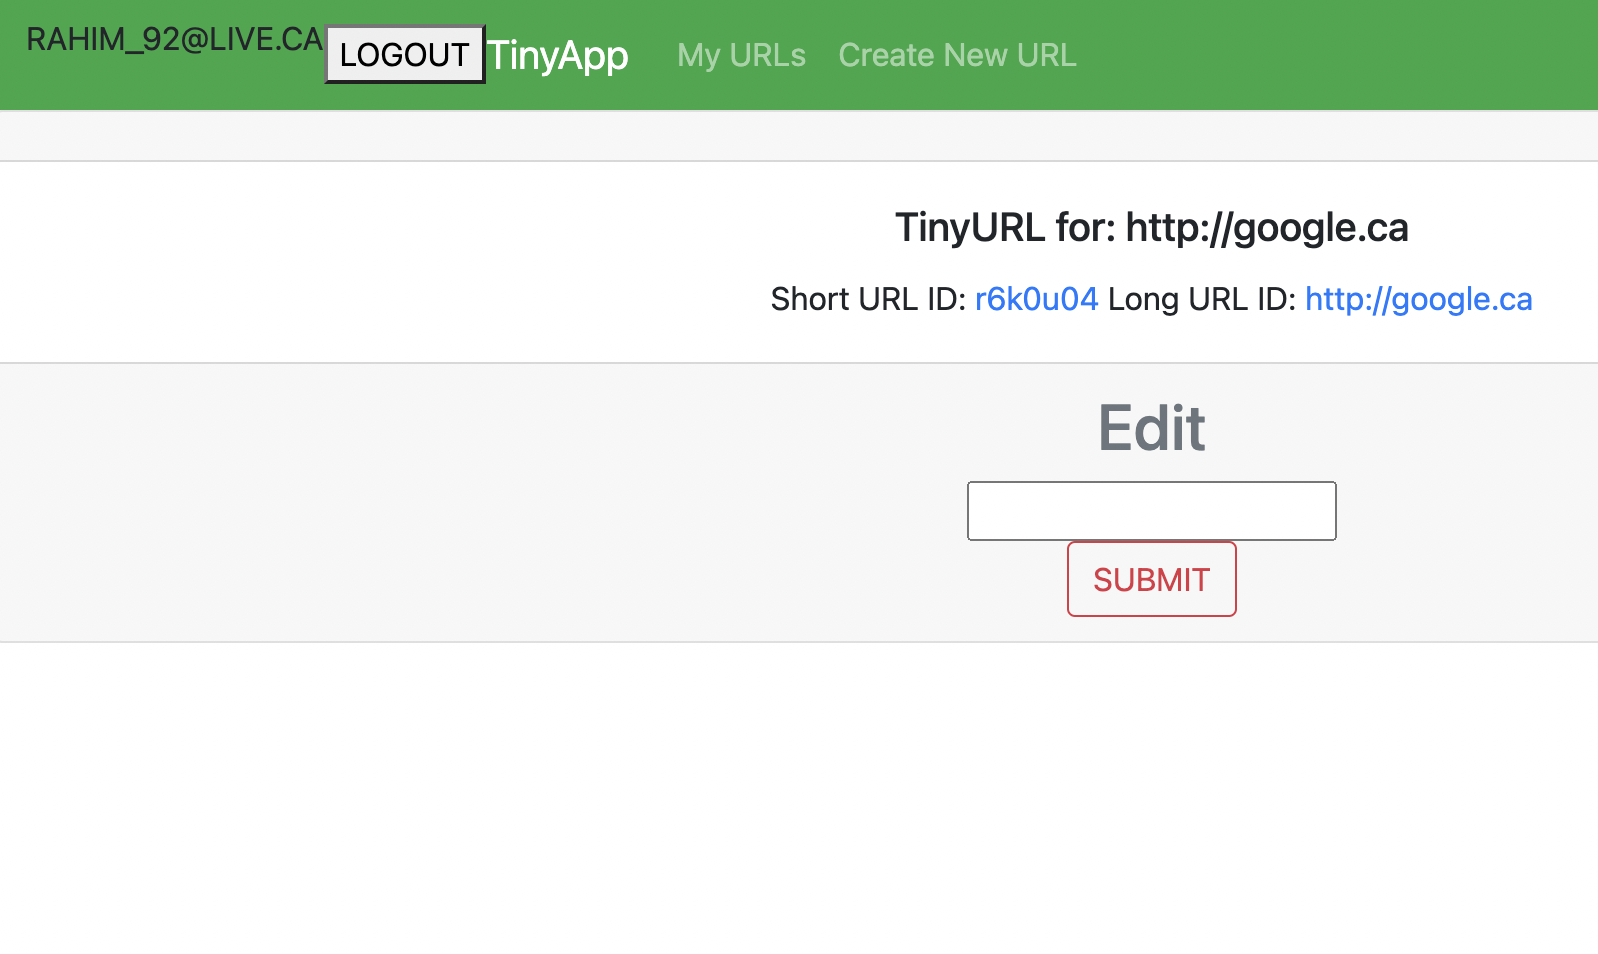 RAHIM_92@LIVE.CA LOGOUT TinyApp My URLs Create New URL
TinyURL for: http://google.ca
Short URL ID: r6k0u04 Long URL ID: http://google.ca
Edit
SUBMIT